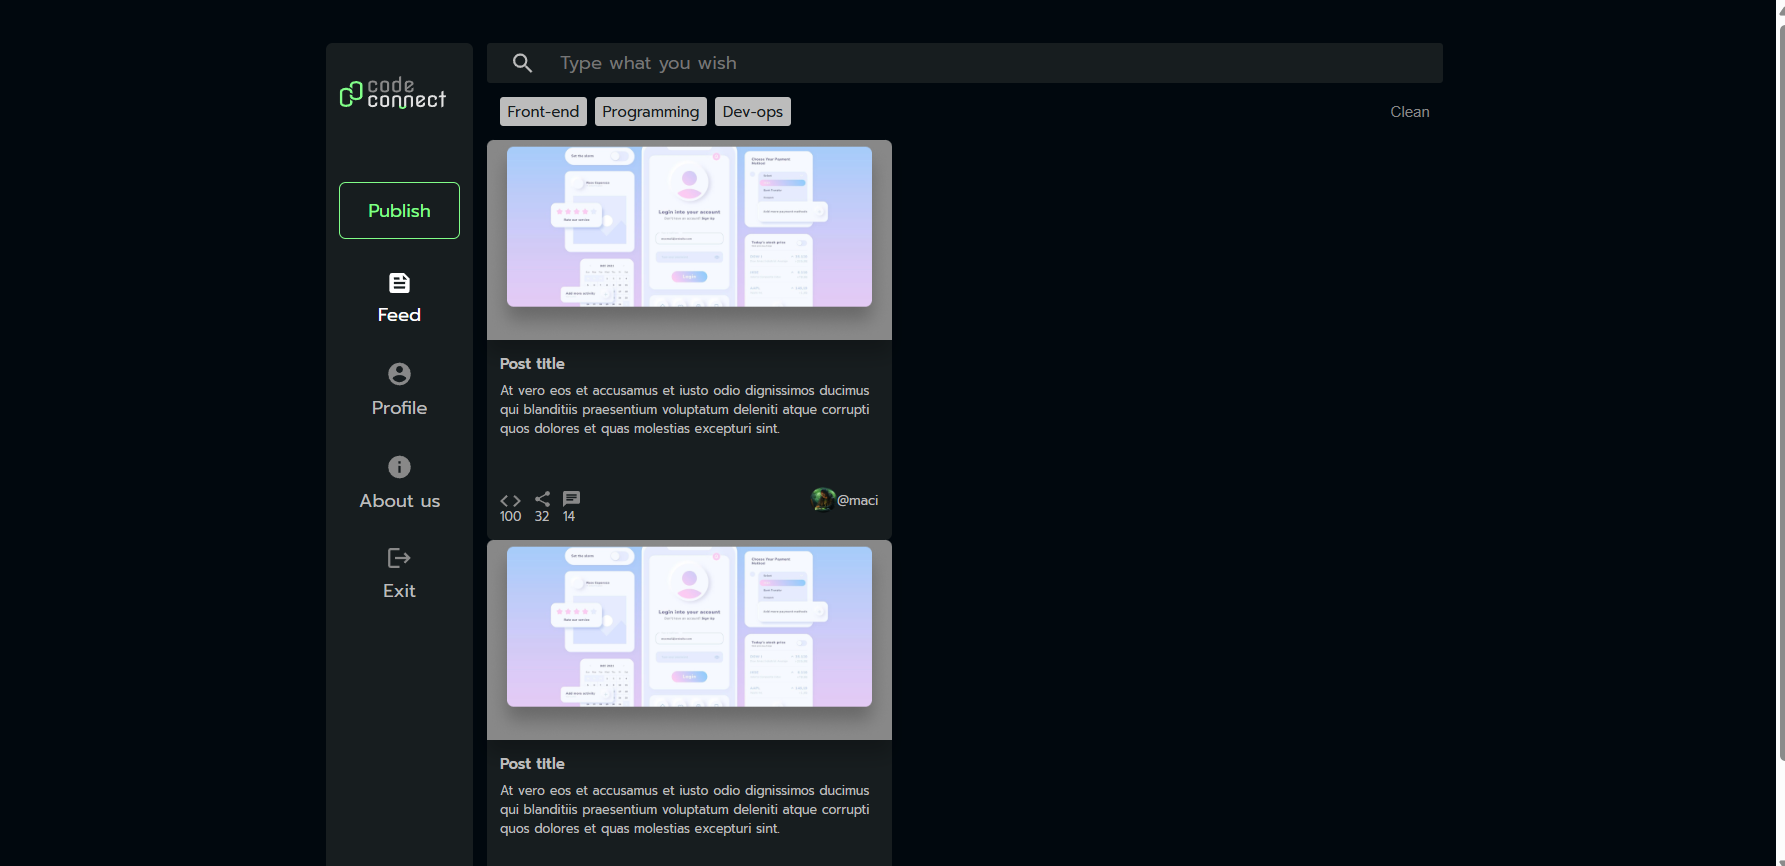 code
connect
Type what you wish
Front-end Programming Dev-ops Clean
Publish
Feed
Profile
About us
Exit
Login into your account
Login
Post title
At vero eos et accusamus et iusto odio dignissimos ducimus
qui blanditiis praesentium voluptatum deleniti atque corrupti
quos dolores et quas molestias excepturi sint.
100 32 14 @maci
Login into your account
Login
Post title
At vero eos et accusamus et iusto odio dignissimos ducimus
qui blanditiis praesentium voluptatum deleniti atque corrupti
quos dolores et quas molestias excepturi sint.